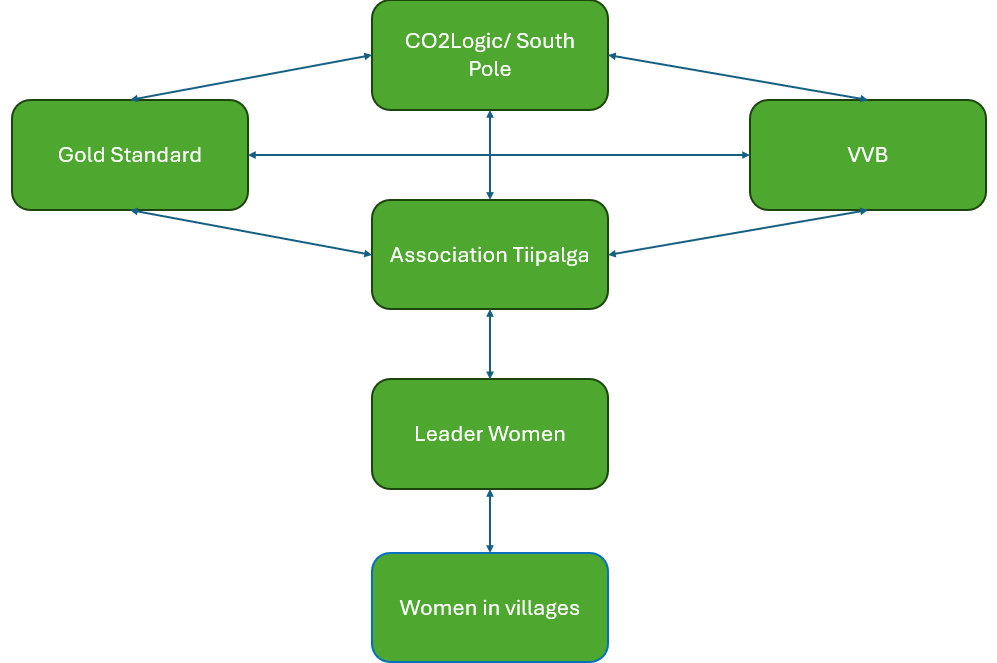 CO2Logic/ South
Pole
Gold Standard
VVB
Association Tiipalga
Leader Women
Women in villages